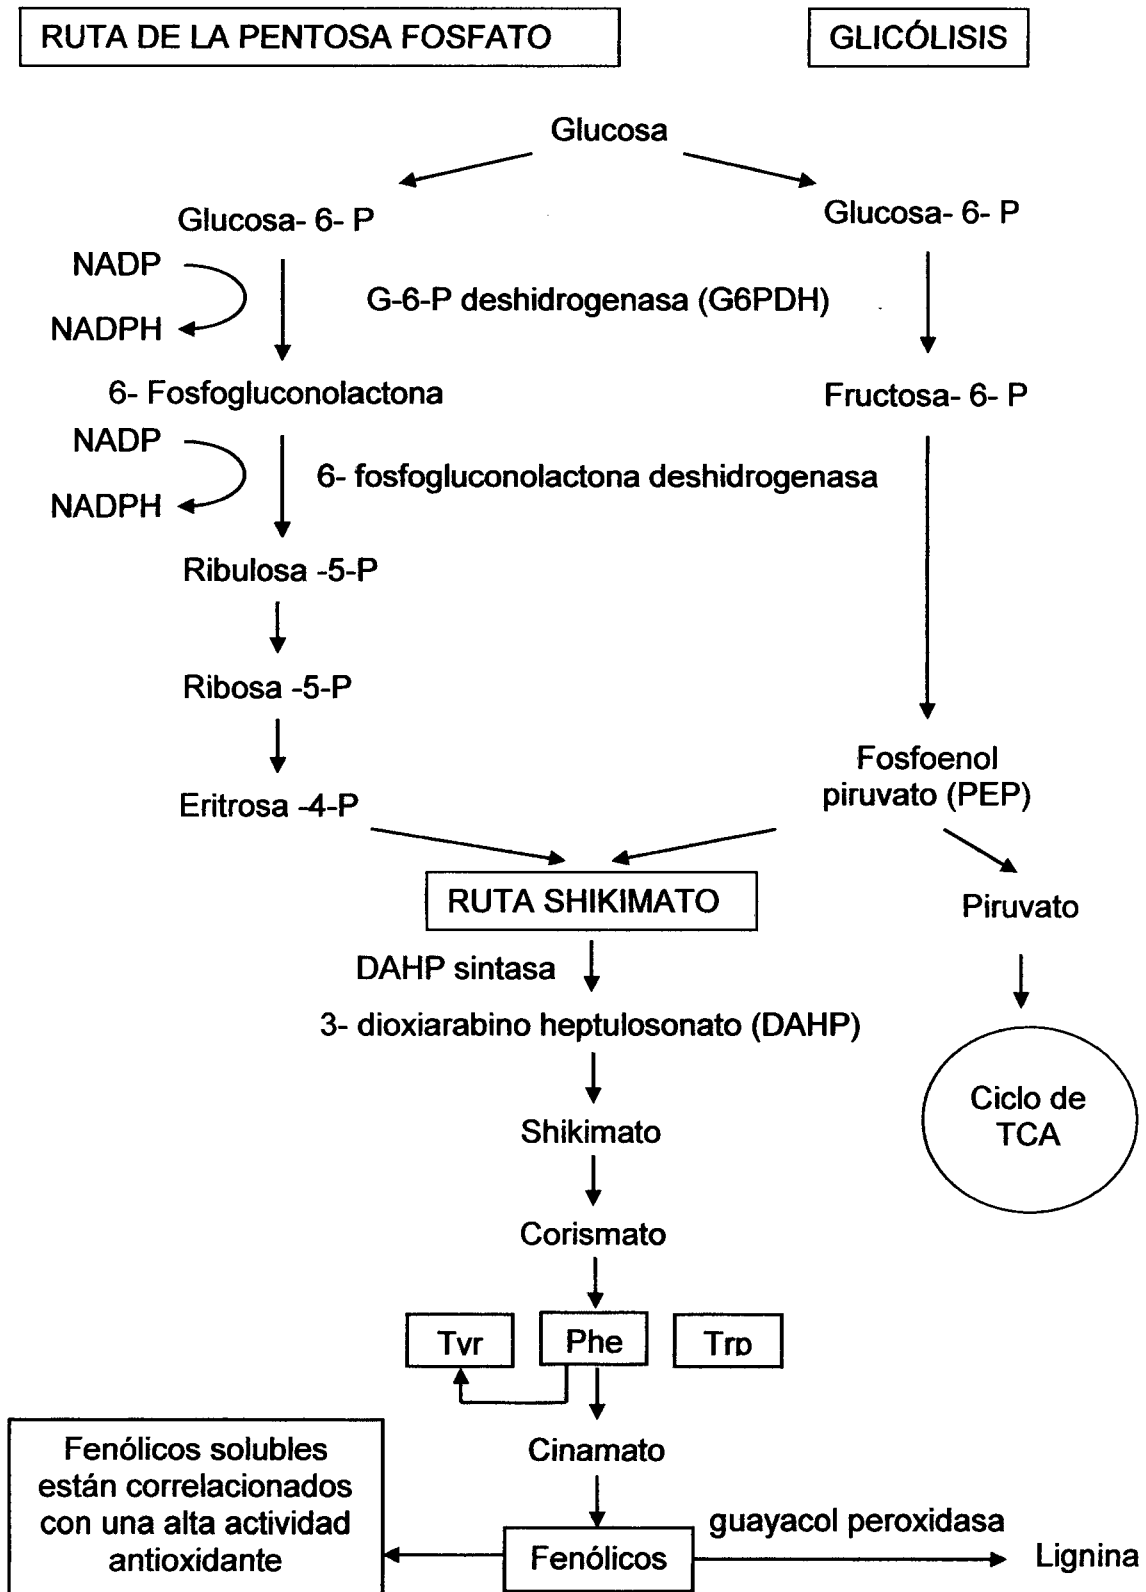 RUTA DE LA PENTOSA FOSFATO
GLICÓLISIS
Glucosa
Glucosa- 6- P
Glucosa- 6- P
NADP
G-6-P deshidrogenasa (G6PDH)
NADPH
6- Fosfogluconolactona
Fructosa- 6- P
NADP
6- fosfogluconolactona deshidrogenasa
NADPH
Ribulosa -5-P
Ribosa -5-P
Fosfoenol
piruvato (PEP)
Eritrosa -4-P
RUTA SHIKIMATO
Piruvato
DAHP sintasa
3- dioxiarabino heptulosonato (DAHP)
Ciclo de
TCA
Shikimato
Corismato
Tyr
Phe
Trp
Cinamato
Fenólicos solubles
están correlacionados
con una alta actividad
antioxidante
guayacol peroxidasa
Fenólicos
Lignina